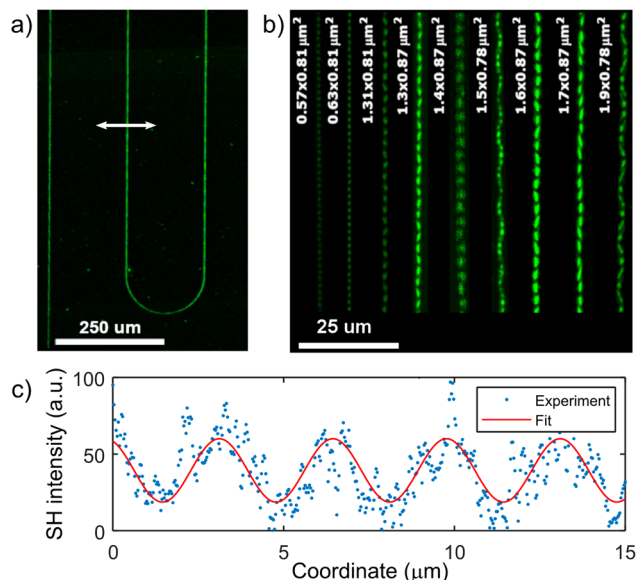 a)
250 um
b)
0.57x0.81 μm²
0.63x0.81 μm²
1.31x0.81 μm²
1.3x0.87 μm²
1.4x0.87 μm²
1.5x0.78 μm²
1.6x0.87 μm²
1.7x0.87 μm²
1.9x0.78 μm²
25 um
c)
SH intensity (a.u.)
100
50
0
Experiment
Fit
0 5 10 15
Coordinate (μm)